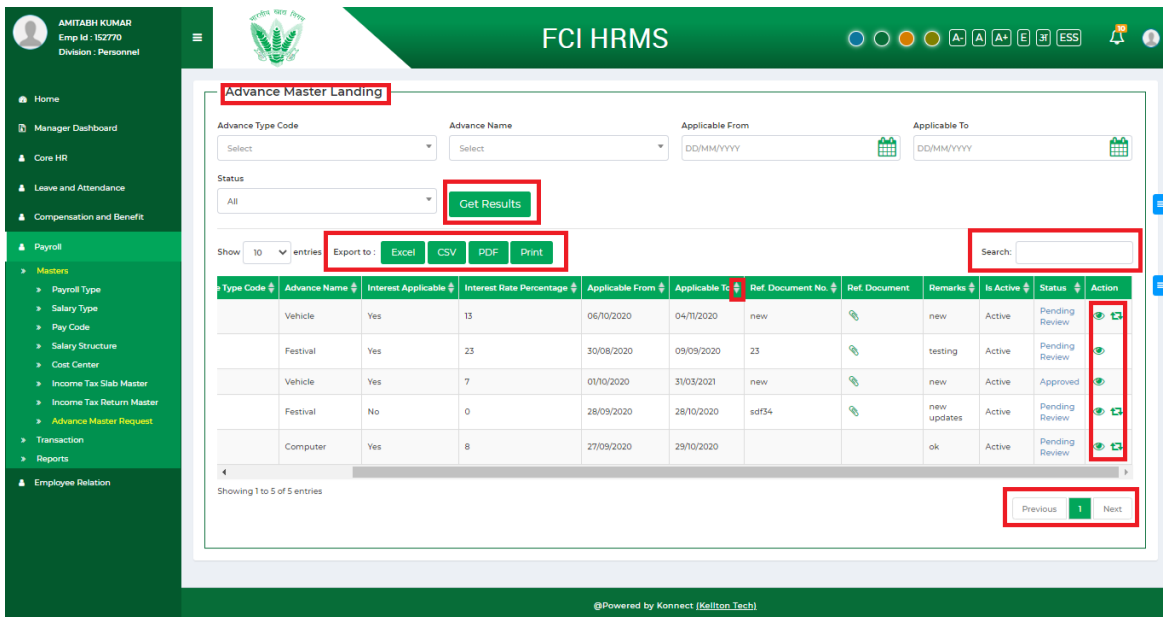 AMITABH KUMAR
Emp Id : 152770
Division : Personnel
FCI HRMS
A- A A+ E अ ESS
10
Home
Manager Dashboard
Core HR
Leave and Attendance
Compensation and Benefit
Payroll
Masters
Payroll Type
Salary Type
Pay Code
Salary Structure
Cost Center
Income Tax Slab Master
Income Tax Return Master
Advance Master Request
Transaction
Reports
Employee Relation
Advance Master Landing
Advance Type Code Advance Name Applicable From Applicable To
Select Select DD/MM/YYYY DD/MM/YYYY
Status
All Get Results
Show 10 entries Export to : Excel CSV PDF Print Search:
e Type Code Advance Name Interest Applicable Interest Rate Percentage Applicable From Applicable To Ref. Document No. Ref. Document Remarks Is Active Status Action
Vehicle Yes 13 06/10/2020 04/11/2020 new new Active Pending Review
Festival Yes 23 30/08/2020 09/09/2020 23 testing Active Pending Review
Vehicle Yes 7 01/10/2020 31/03/2021 new new Active Approved
Festival No 0 28/09/2020 28/10/2020 sdf34 new updates Active Pending Review
Computer Yes 8 27/09/2020 29/10/2020 ok Active Pending Review
Showing 1 to 5 of 5 entries
Previous 1 Next
@Powered by Konnect (Kellton Tech)